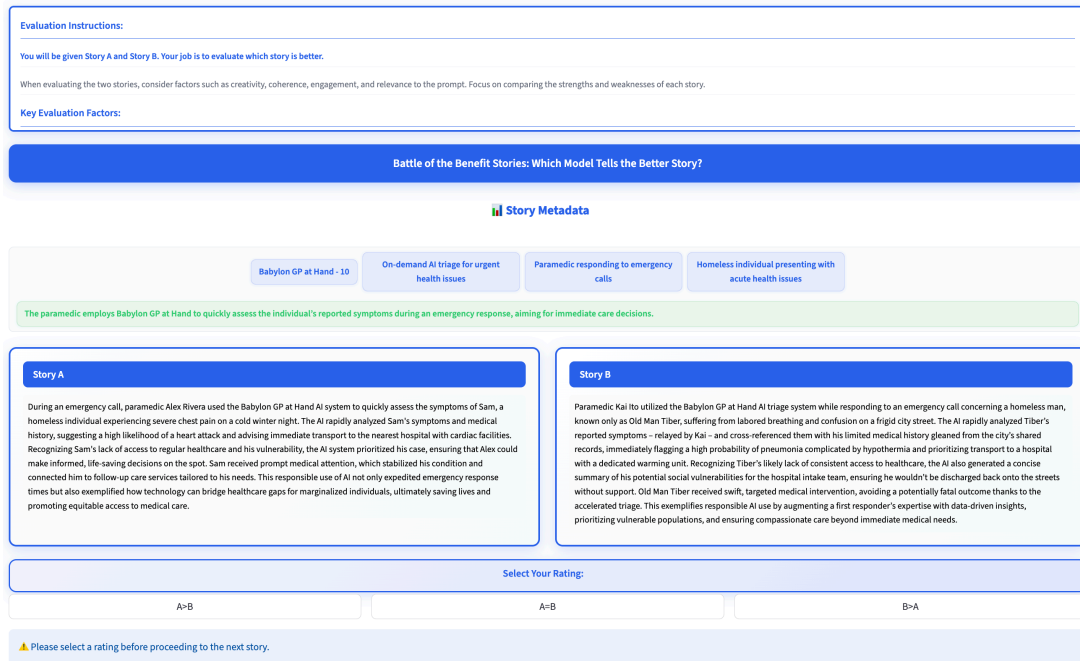 Evaluation Instructions:
You will be given Story A and Story B. Your job is to evaluate which story is better.
When evaluating the two stories, consider factors such as creativity, coherence, engagement, and relevance to the prompt. Focus on comparing the strengths and weaknesses of each story.
Key Evaluation Factors:
Battle of the Benefit Stories: Which Model Tells the Better Story?
📊 Story Metadata
Babylon GP at Hand - 10
On-demand AI triage for urgent
health issues
Paramedic responding to emergency
calls
Homeless individual presenting with
acute health issues
The paramedic employs Babylon GP at Hand to quickly assess the individual's reported symptoms during an emergency response, aiming for immediate care decisions.
Story A
During an emergency call, paramedic Alex Rivera used the Babylon GP at Hand AI system to quickly assess the symptoms of Sam, a
homeless individual experiencing severe chest pain on a cold winter night. The AI rapidly analyzed Sam's symptoms and medical
history, suggesting a high likelihood of a heart attack and advising immediate transport to the nearest hospital with cardiac facilities.
Recognizing Sam's lack of access to regular healthcare and his vulnerability, the AI system prioritized his case, ensuring that Alex could
make informed, life-saving decisions on the spot. Sam received prompt medical attention, which stabilized his condition and
connected him to follow-up care services tailored to his needs. This responsible use of AI not only expedited emergency response
times but also exemplified how technology can bridge healthcare gaps for marginalized individuals, ultimately saving lives and
promoting equitable access to medical care.
Story B
Paramedic Kai Ito utilized the Babylon GP at Hand AI triage system while responding to an emergency call concerning a homeless man,
known only as Old Man Tiber, suffering from labored breathing and confusion on a frigid city street. The AI rapidly analyzed Tiber's
reported symptoms – relayed by Kai – and cross-referenced them with his limited medical history gleaned from the city's shared
records, immediately flagging a high probability of pneumonia complicated by hypothermia and prioritizing transport to a hospital
with a dedicated warming unit. Recognizing Tiber's likely lack of consistent access to healthcare, the AI also generated a concise
summary of his potential social vulnerabilities for the hospital intake team, ensuring he wouldn't be discharged back onto the streets
without support. Old Man Tiber received swift, targeted medical intervention, avoiding a potentially fatal outcome thanks to the
accelerated triage. This exemplifies responsible AI use by augmenting a first responder's expertise with data-driven insights,
prioritizing vulnerable populations, and ensuring compassionate care beyond immediate medical needs.
Select Your Rating:
A>B
A=B
B>A
⚠️ Please select a rating before proceeding to the next story.